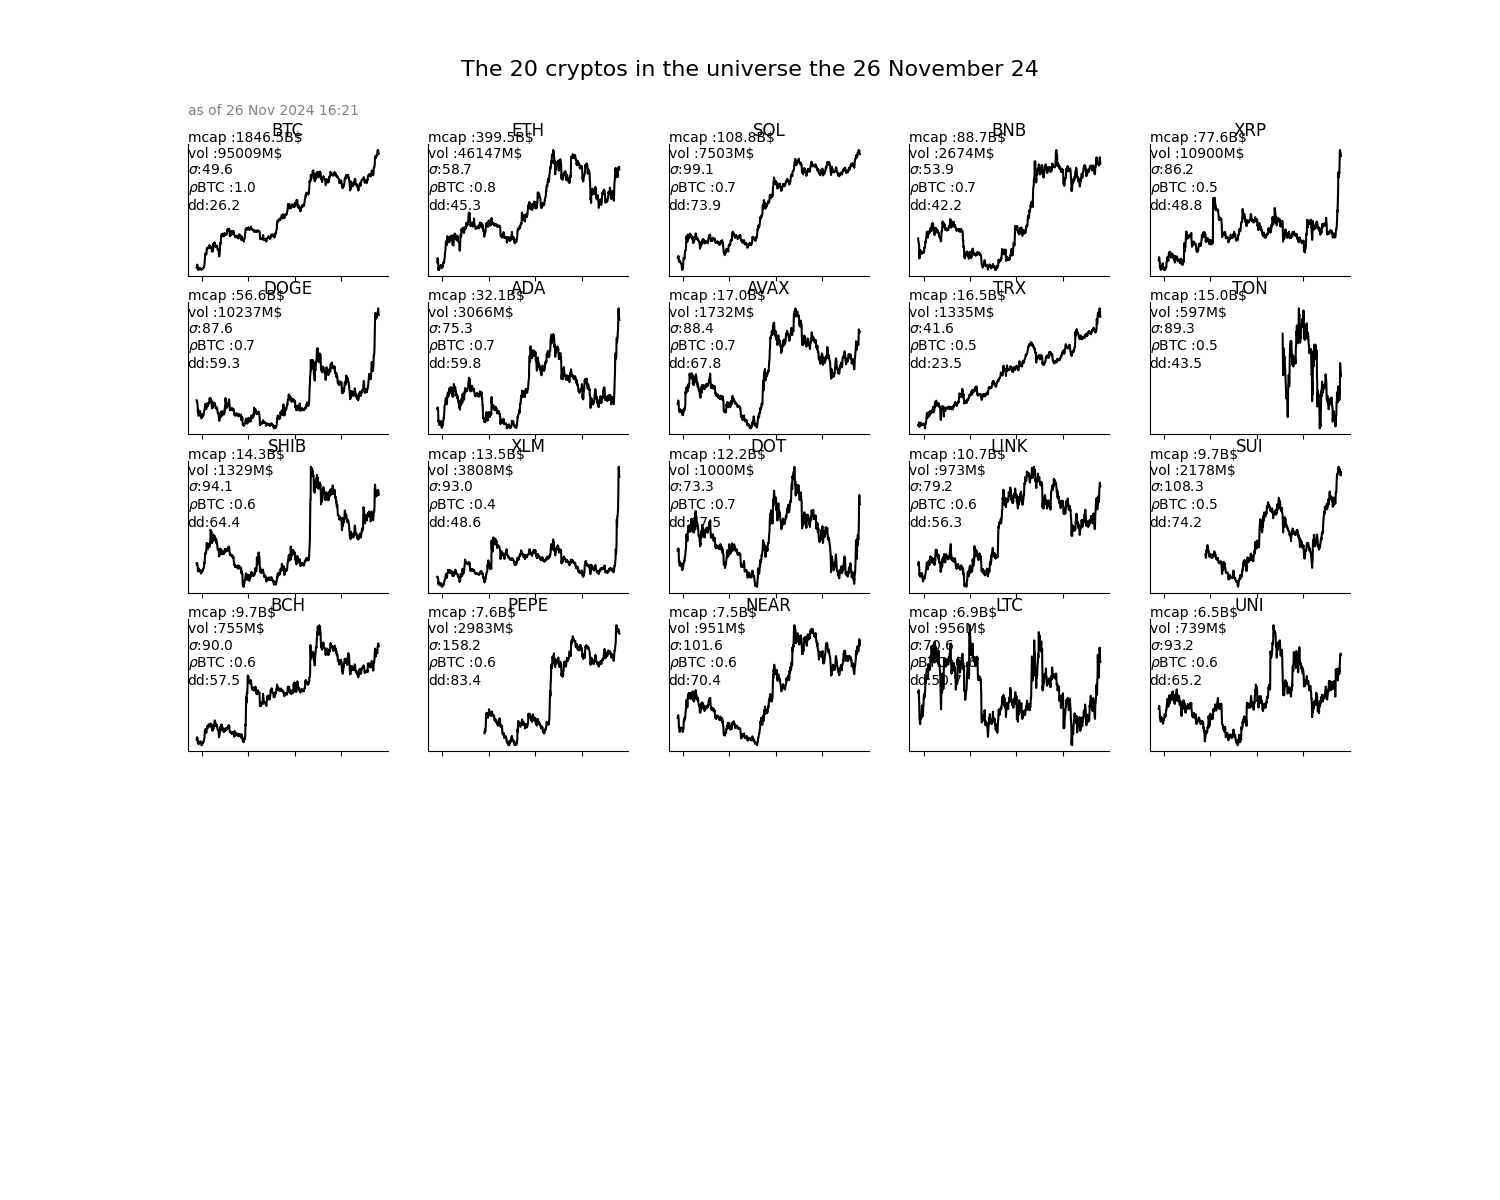 The 20 cryptos in the universe the 26 November 24
as of 26 Nov 2024 16:21
BTC
mcap :1846.5B$
vol :95009M$
σ:49.6
ρBTC :1.0
dd:26.2
ETH
mcap :399.5B$
vol :46147M$
σ:58.7
ρBTC :0.8
dd:45.3
SOL
mcap :108.8B$
vol :7503M$
σ:99.1
ρBTC :0.7
dd:73.9
BNB
mcap :88.7B$
vol :2674M$
σ:53.9
ρBTC :0.7
dd:42.2
XRP
mcap :77.6B$
vol :10900M$
σ:86.2
ρBTC :0.5
dd:48.8
DOGE
mcap :56.6B$
vol :10237M$
σ:87.6
ρBTC :0.7
dd:59.3
ADA
mcap :32.1B$
vol :3066M$
σ:75.3
ρBTC :0.7
dd:59.8
AVAX
mcap :17.0B$
vol :1732M$
σ:88.4
ρBTC :0.7
dd:67.8
TRX
mcap :16.5B$
vol :1335M$
σ:41.6
ρBTC :0.5
dd:23.5
TON
mcap :15.0B$
vol :597M$
σ:89.3
ρBTC :0.5
dd:43.5
SHIB
mcap :14.3B$
vol :1329M$
σ:94.1
ρBTC :0.6
dd:64.4
XLM
mcap :13.5B$
vol :3808M$
σ:93.0
ρBTC :0.4
dd:48.6
DOT
mcap :12.2B$
vol :1000M$
σ:73.3
ρBTC :0.7
LINK
mcap :10.7B$
vol :973M$
σ:79.2
ρBTC :0.6
dd:56.3
SUI
mcap :9.7B$
vol :2178M$
σ:108.3
ρBTC :0.5
dd:74.2
BCH
mcap :9.7B$
vol :755M$
σ:90.0
ρBTC :0.6
dd:57.5
PEPE
mcap :7.6B$
vol :2983M$
σ:158.2
ρBTC :0.6
dd:83.4
NEAR
mcap :7.5B$
vol :951M$
σ:101.6
ρBTC :0.6
dd:70.4
LTC
mcap :6.9B$
vol :956M$
UNI
mcap :6.5B$
vol :739M$
σ:93.2
ρBTC :0.6
dd:65.2